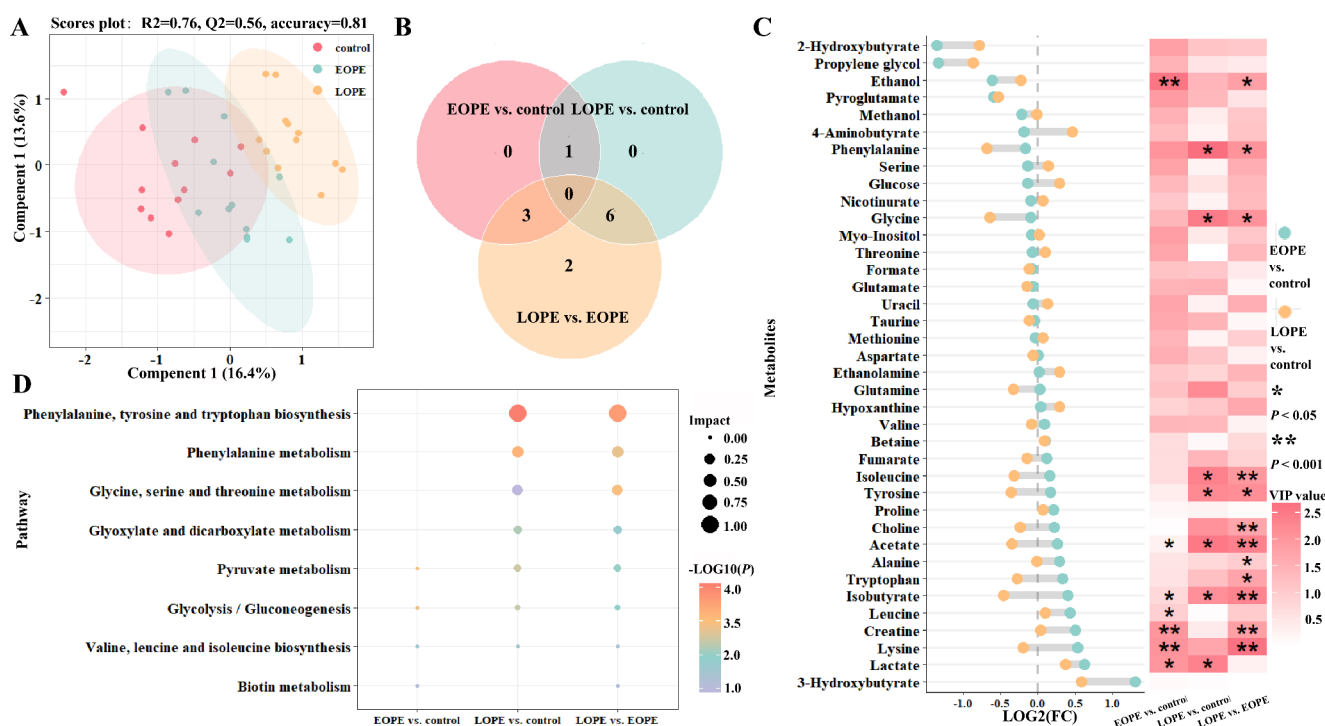 A
Scores plot: R2=0.76, Q2=0.56, accuracy=0.81
control
EOPE
LOPE
Compenent 1 (13.6%)
1
0
-1
-2
-2
-1
0
1
Compenent 1 (16.4%)
B
EOPE vs. control
LOPE vs. control
0
1
0
0
3
6
2
LOPE vs. EOPE
C
Metabolites
2-Hydroxybutyrate
Propylene glycol
Ethanol
** *
Pyroglutamate
Methanol
4-Aminobutyrate
Phenylalanine
* *
Serine
Glucose
Nicotinurate
Glycine
* *
Myo-Inositol
Threonine
Formate
Glutamate
Uracil
Taurine
Methionine
Aspartate
Ethanolamine
Glutamine
Hypoxanthine
Valine
Betaine
Fumarate
Isoleucine
* **
Tyrosine
* *
Proline
Choline
**
Acetate
* * **
Alanine
*
Tryptophan
*
Isobutyrate
* * **
Leucine
*
Creatine
** **
Lysine
** **
Lactate
* *
3-Hydroxybutyrate
-1.0
0.0
1.0
LOG2(FC)
EOPE vs. control
LOPE vs. control
LOPE vs. EOPE
EOPE
vs.
control
LOPE
vs.
control
*
P < 0.05
**
P < 0.001
VIP value
2.5
2.0
1.5
1.0
0.5
D
Pathway
Phenylalanine, tyrosine and tryptophan biosynthesis
Phenylalanine metabolism
Glycine, serine and threonine metabolism
Glyoxylate and dicarboxylate metabolism
Pyruvate metabolism
Glycolysis / Gluconeogenesis
Valine, leucine and isoleucine biosynthesis
Biotin metabolism
EOPE vs. control
LOPE vs. control
LOPE vs. EOPE
Impact
0.00
0.25
0.50
0.75
1.00
-LOG10(P)
4.0
3.5
2.0
1.0